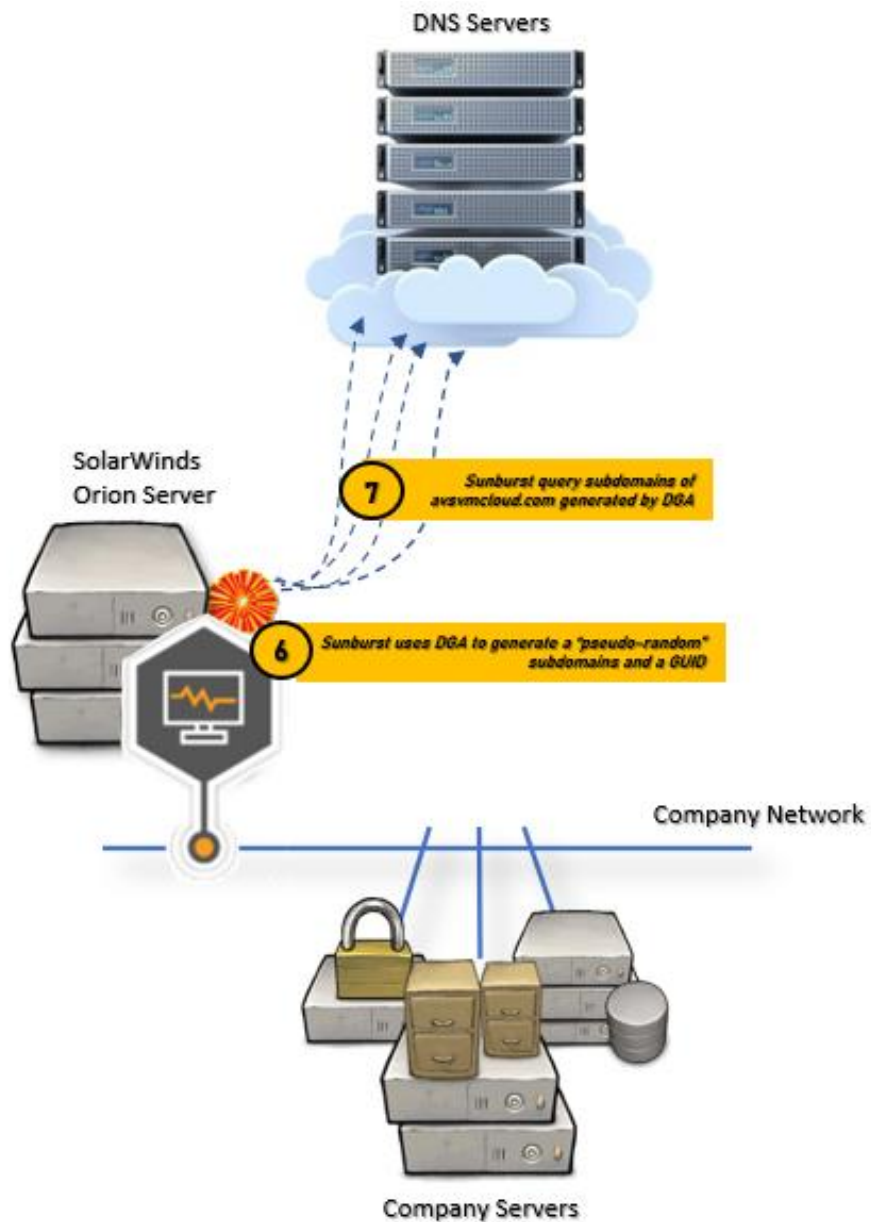 DNS Servers
SolarWinds
Orion Server
7
Sunburst query subdomains of
avsvmcloud.com generated by DGA
6
Sunburst uses DGA to generate a "pseudo-random"
subdomains and a GUID
Company Network
Company Servers